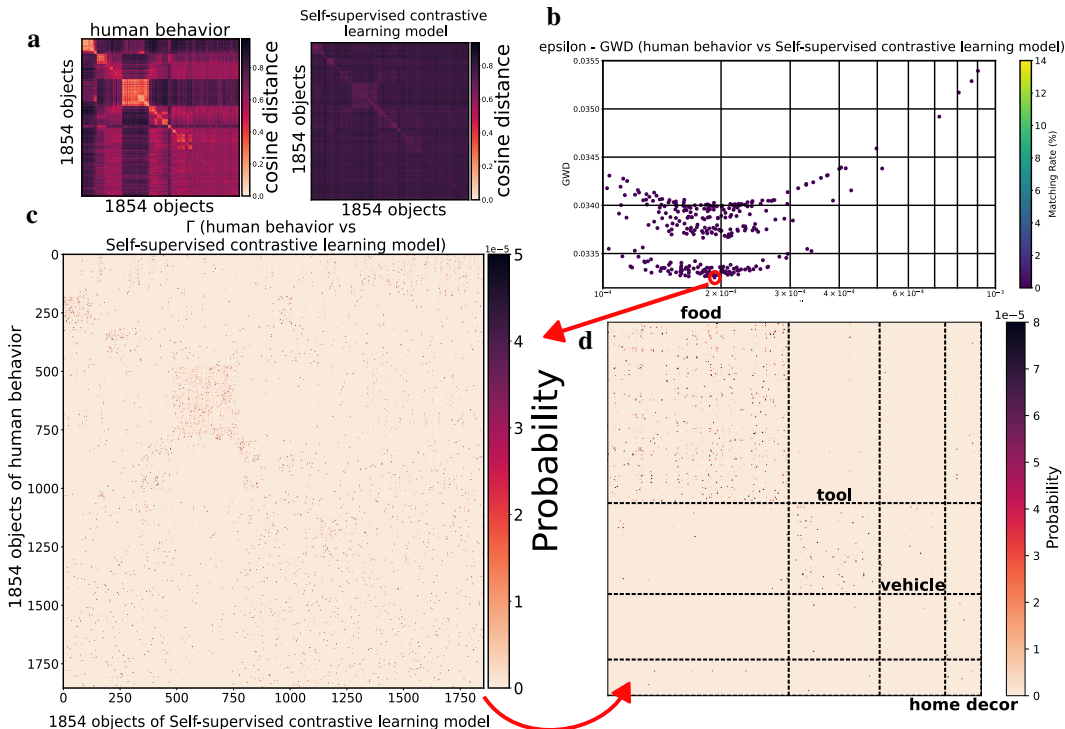 a
human behavior
1854 objects
1854 objects
0.8
0.6
0.4
0.2
0.0
cosine distance
Self-supervised contrastive
learning model
1854 objects
1854 objects
0.8
0.6
0.4
0.2
0.0
cosine distance
b
epsilon - GWD (human behavior vs Self-supervised contrastive learning model)
GWD
0.0355
0.0350
0.0345
0.0340
0.0335
10⁻⁴
2 × 10⁻⁴
3 × 10⁻⁴
4 × 10⁻⁴
6 × 10⁻⁴
10⁻³
14
12
10
8
6
4
2
0
Matching Rate (%)
c
Γ (human behavior vs
Self-supervised contrastive learning model)
1854 objects of human behavior
0
250
500
750
1000
1250
1500
1750
0
250
500
750
1000
1250
1500
1750
1854 objects of Self-supervised contrastive learning model
1e−5
5
4
3
2
1
0
Probability
d
food
tool
vehicle
home decor
1e−5
8
7
6
5
4
3
2
1
0
Probability